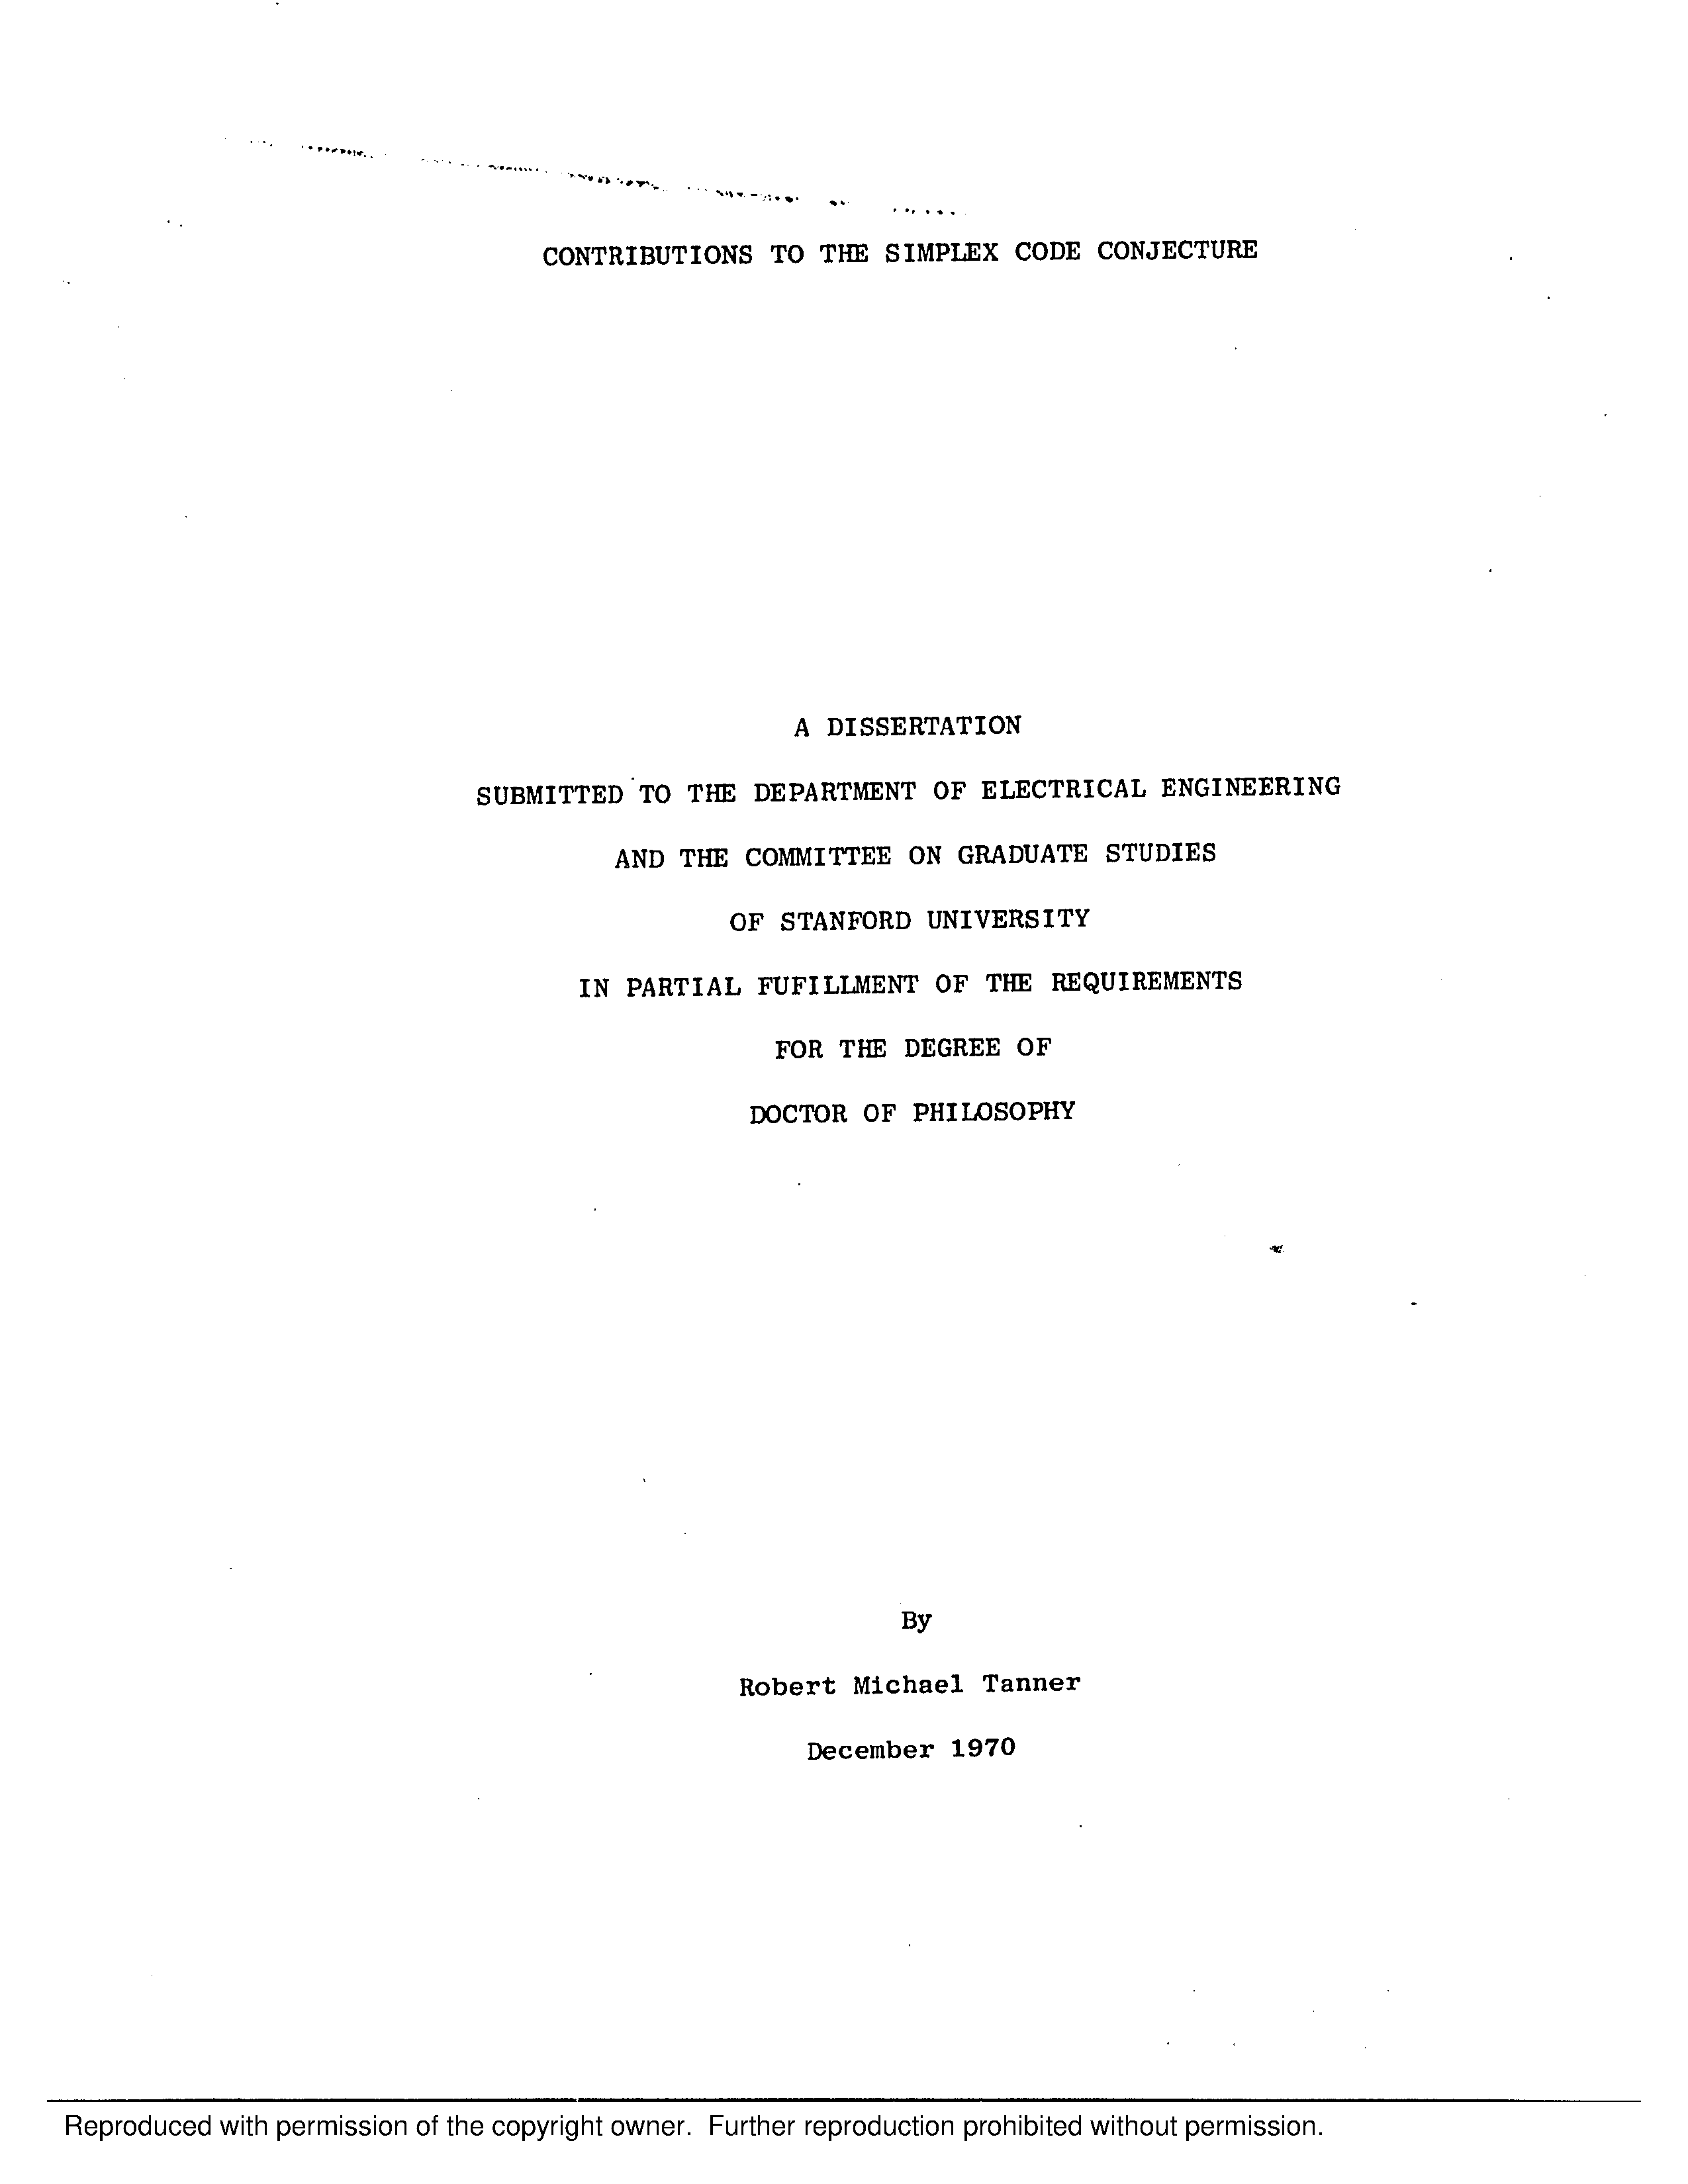 CONTRIBUTIONS TO THE SIMPLEX CODE CONJECTURE
A DISSERTATION
SUBMITTED TO THE DEPARTMENT OF ELECTRICAL ENGINEERING
AND THE COMMITTEE ON GRADUATE STUDIES
OF STANFORD UNIVERSITY
IN PARTIAL FUFILLMENT OF THE REQUIREMENTS
FOR THE DEGREE OF
DOCTOR OF PHILOSOPHY
By
Robert Michael Tanner
December 1970
Reproduced with permission of the copyright owner. Further reproduction prohibited without permission.